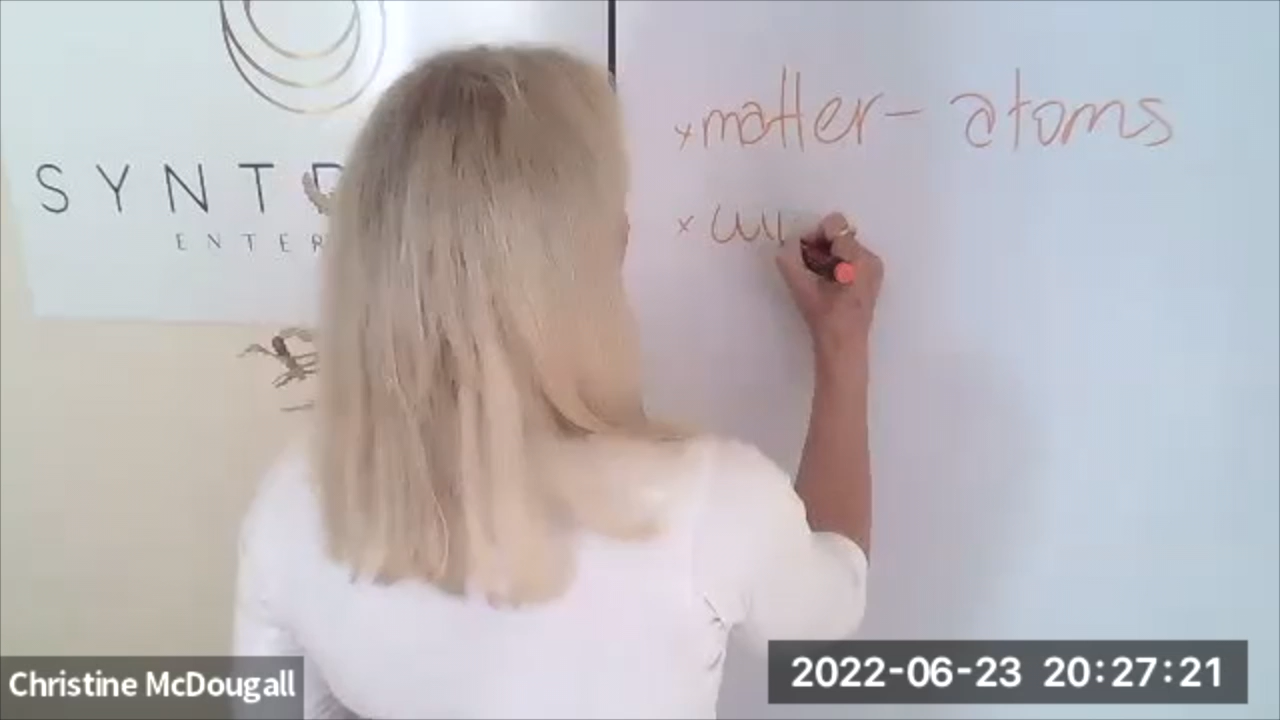 × matter - atoms
×
SYNT
ENTER
Christine McDougall
2022-06-23 20:27:21